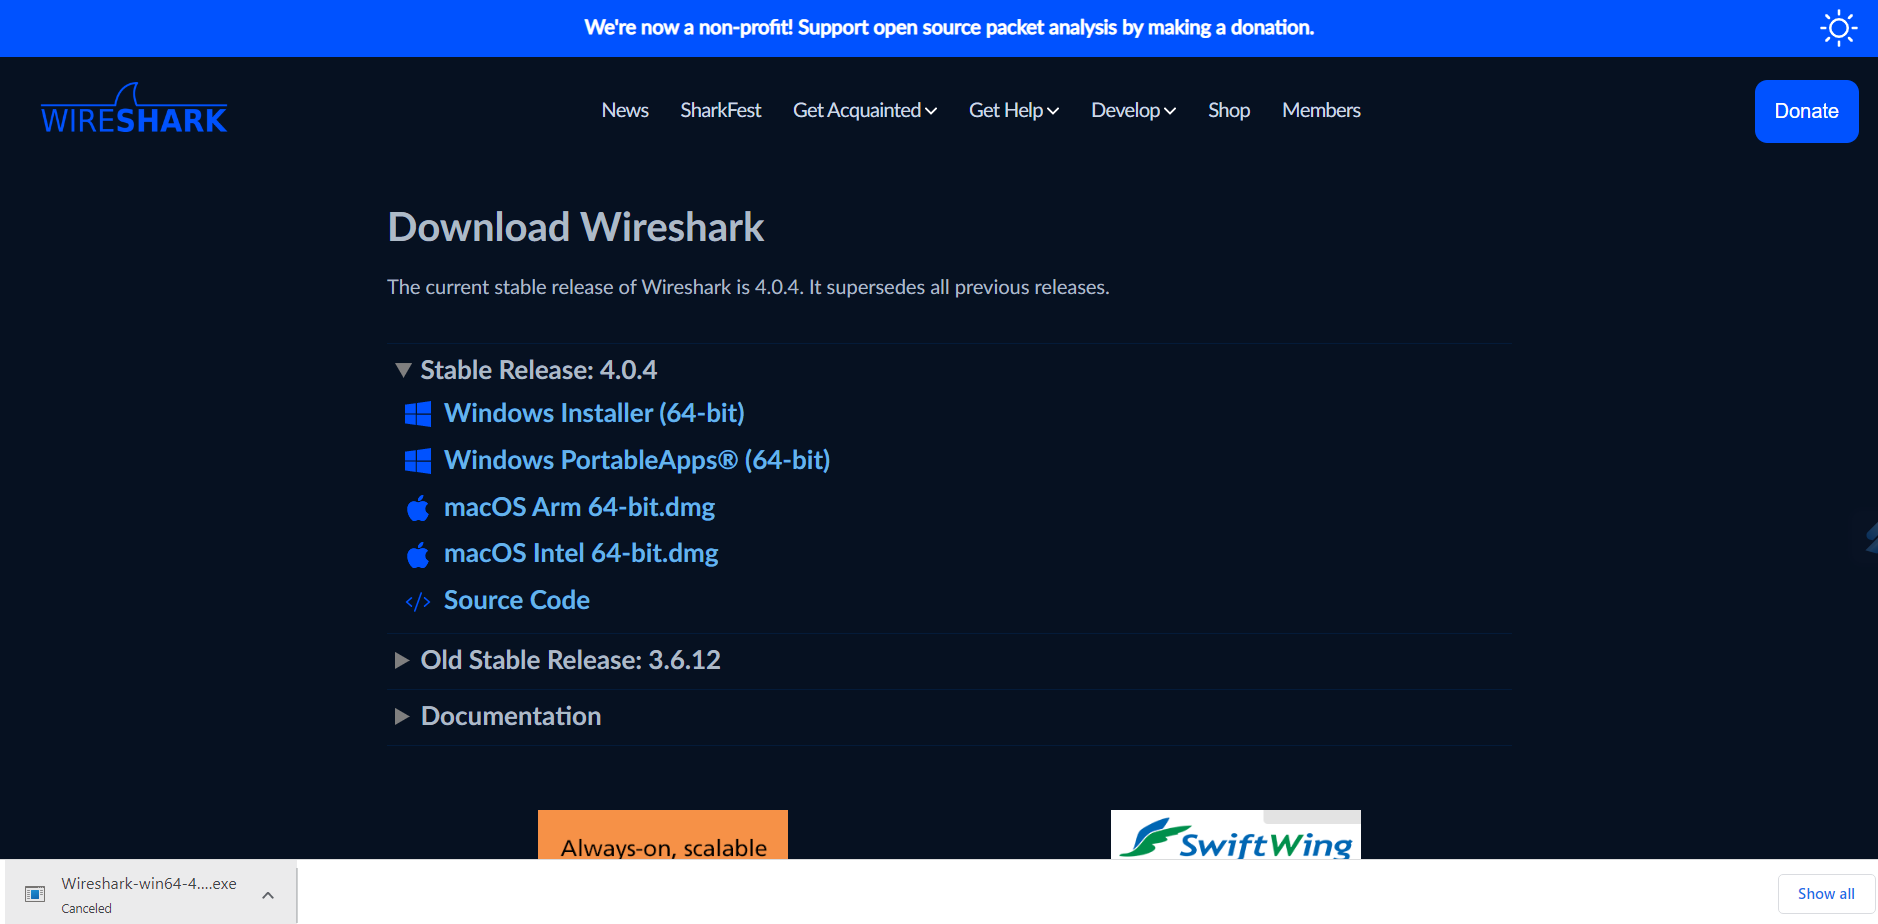 We're now a non-profit! Support open source packet analysis by making a donation.
WIRESHARK
News SharkFest Get Acquainted Get Help Develop Shop Members
Donate
Download Wireshark
The current stable release of Wireshark is 4.0.4. It supersedes all previous releases.
Stable Release: 4.0.4
Windows Installer (64-bit)
Windows PortableApps® (64-bit)
macOS Arm 64-bit.dmg
macOS Intel 64-bit.dmg
</> Source Code
Old Stable Release: 3.6.12
Documentation
Always-on, scalable
SwiftWing
Wireshark-win64-4....exe
Canceled
Show all